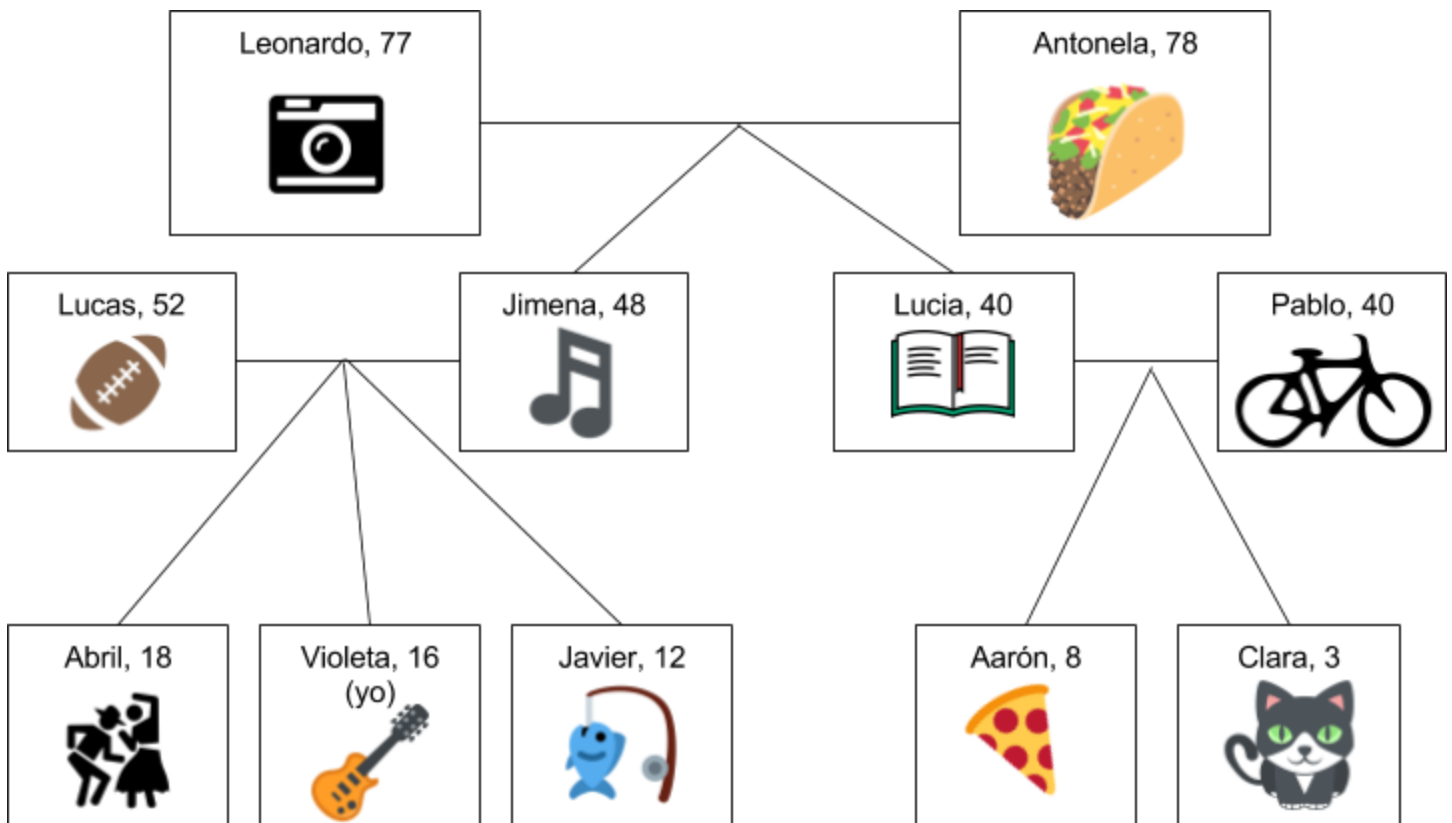 Leonardo, 77
Antonela, 78
Lucas, 52
Jimena, 48
Lucia, 40
Pablo, 40
Abril, 18
Violeta, 16
(yo)
Javier, 12
Aarón, 8
Clara, 3